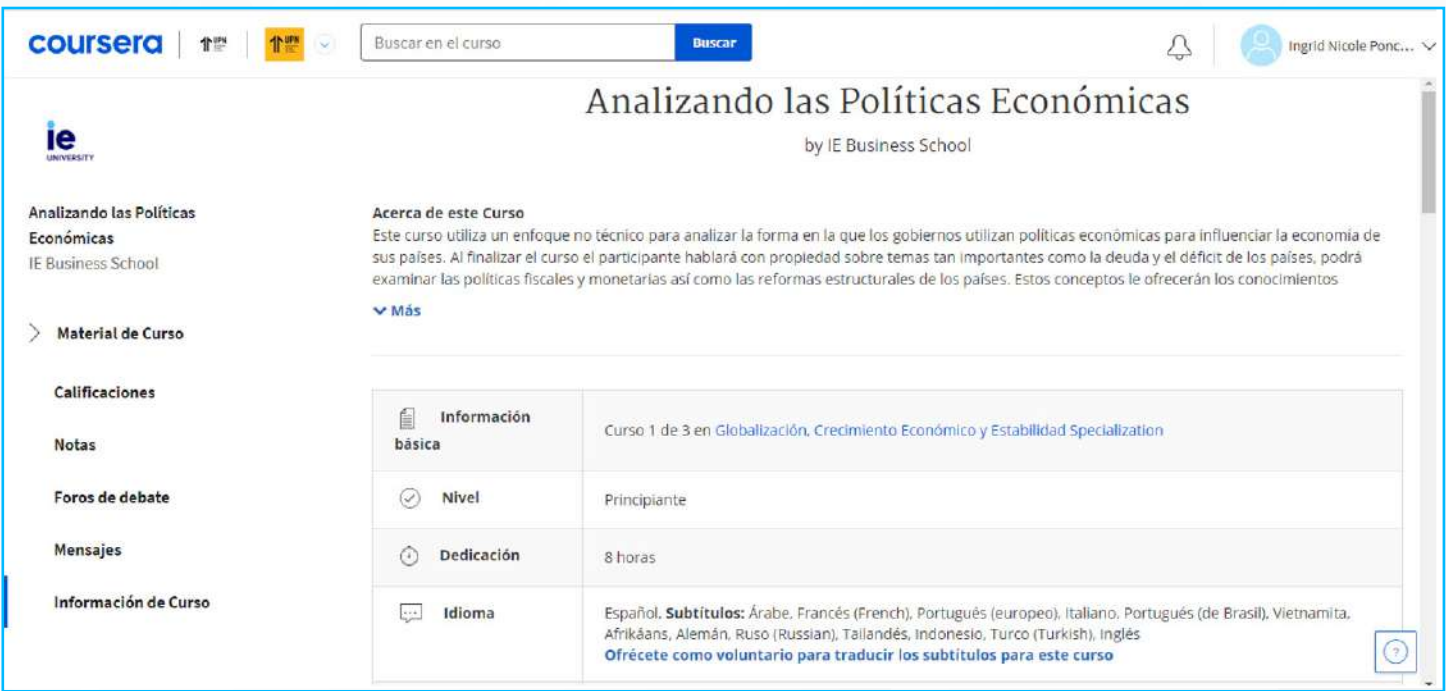 coursera
UPN
UPN
Buscar en el curso
Buscar
Ingrid Nicole Ponc...
ie
UNIVERSITY
Analizando las Políticas
Económicas
IE Business School
Material de Curso
Calificaciones
Notas
Foros de debate
Mensajes
Información de Curso
Analizando las Políticas Económicas
by IE Business School
Acerca de este Curso
Este curso utiliza un enfoque no técnico para analizar la forma en la que los gobiernos utilizan políticas económicas para influenciar la economía de
sus países. Al finalizar el curso el participante hablará con propiedad sobre temas tan importantes como la deuda y el déficit de los países, podrá
examinar las políticas fiscales y monetarias así como las reformas estructurales de los países. Estos conceptos le ofrecerán los conocimientos
Más
Información
básica
Curso 1 de 3 en Globalización, Crecimiento Económico y Estabilidad Specialization
Nivel
Principiante
Dedicación
8 horas
Idioma
Español, Subtítulos: Árabe, Francés (French), Portugués (europeo), Italiano, Portugués (de Brasil), Vietnamita,
Afrikáans, Alemán, Ruso (Russian), Tailandés, Indonesio, Turco (Turkish), Inglés
Ofrécete como voluntario para traducir los subtítulos para este curso
?